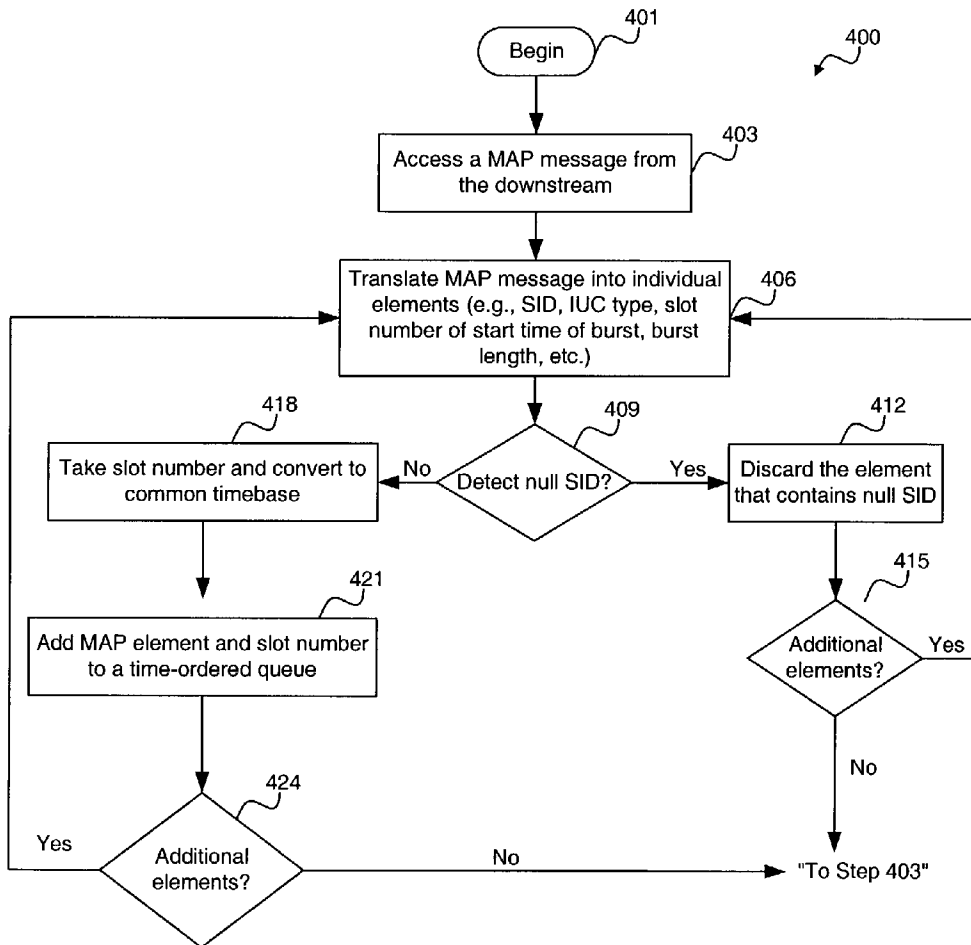 401
Begin
400
403
Access a MAP message from
the downstream
Translate MAP message into individual
elements (e.g., SID, IUC type, slot
number of start time of burst, burst
length, etc.)
406
418
409
412
Take slot number and convert to
common timebase
No
Detect null SID?
Yes
Discard the element
that contains null SID
421
415
Add MAP element and slot number
to a time-ordered queue
Additional
elements?
Yes
No
424
Yes
Additional
elements?
No
"To Step 403"